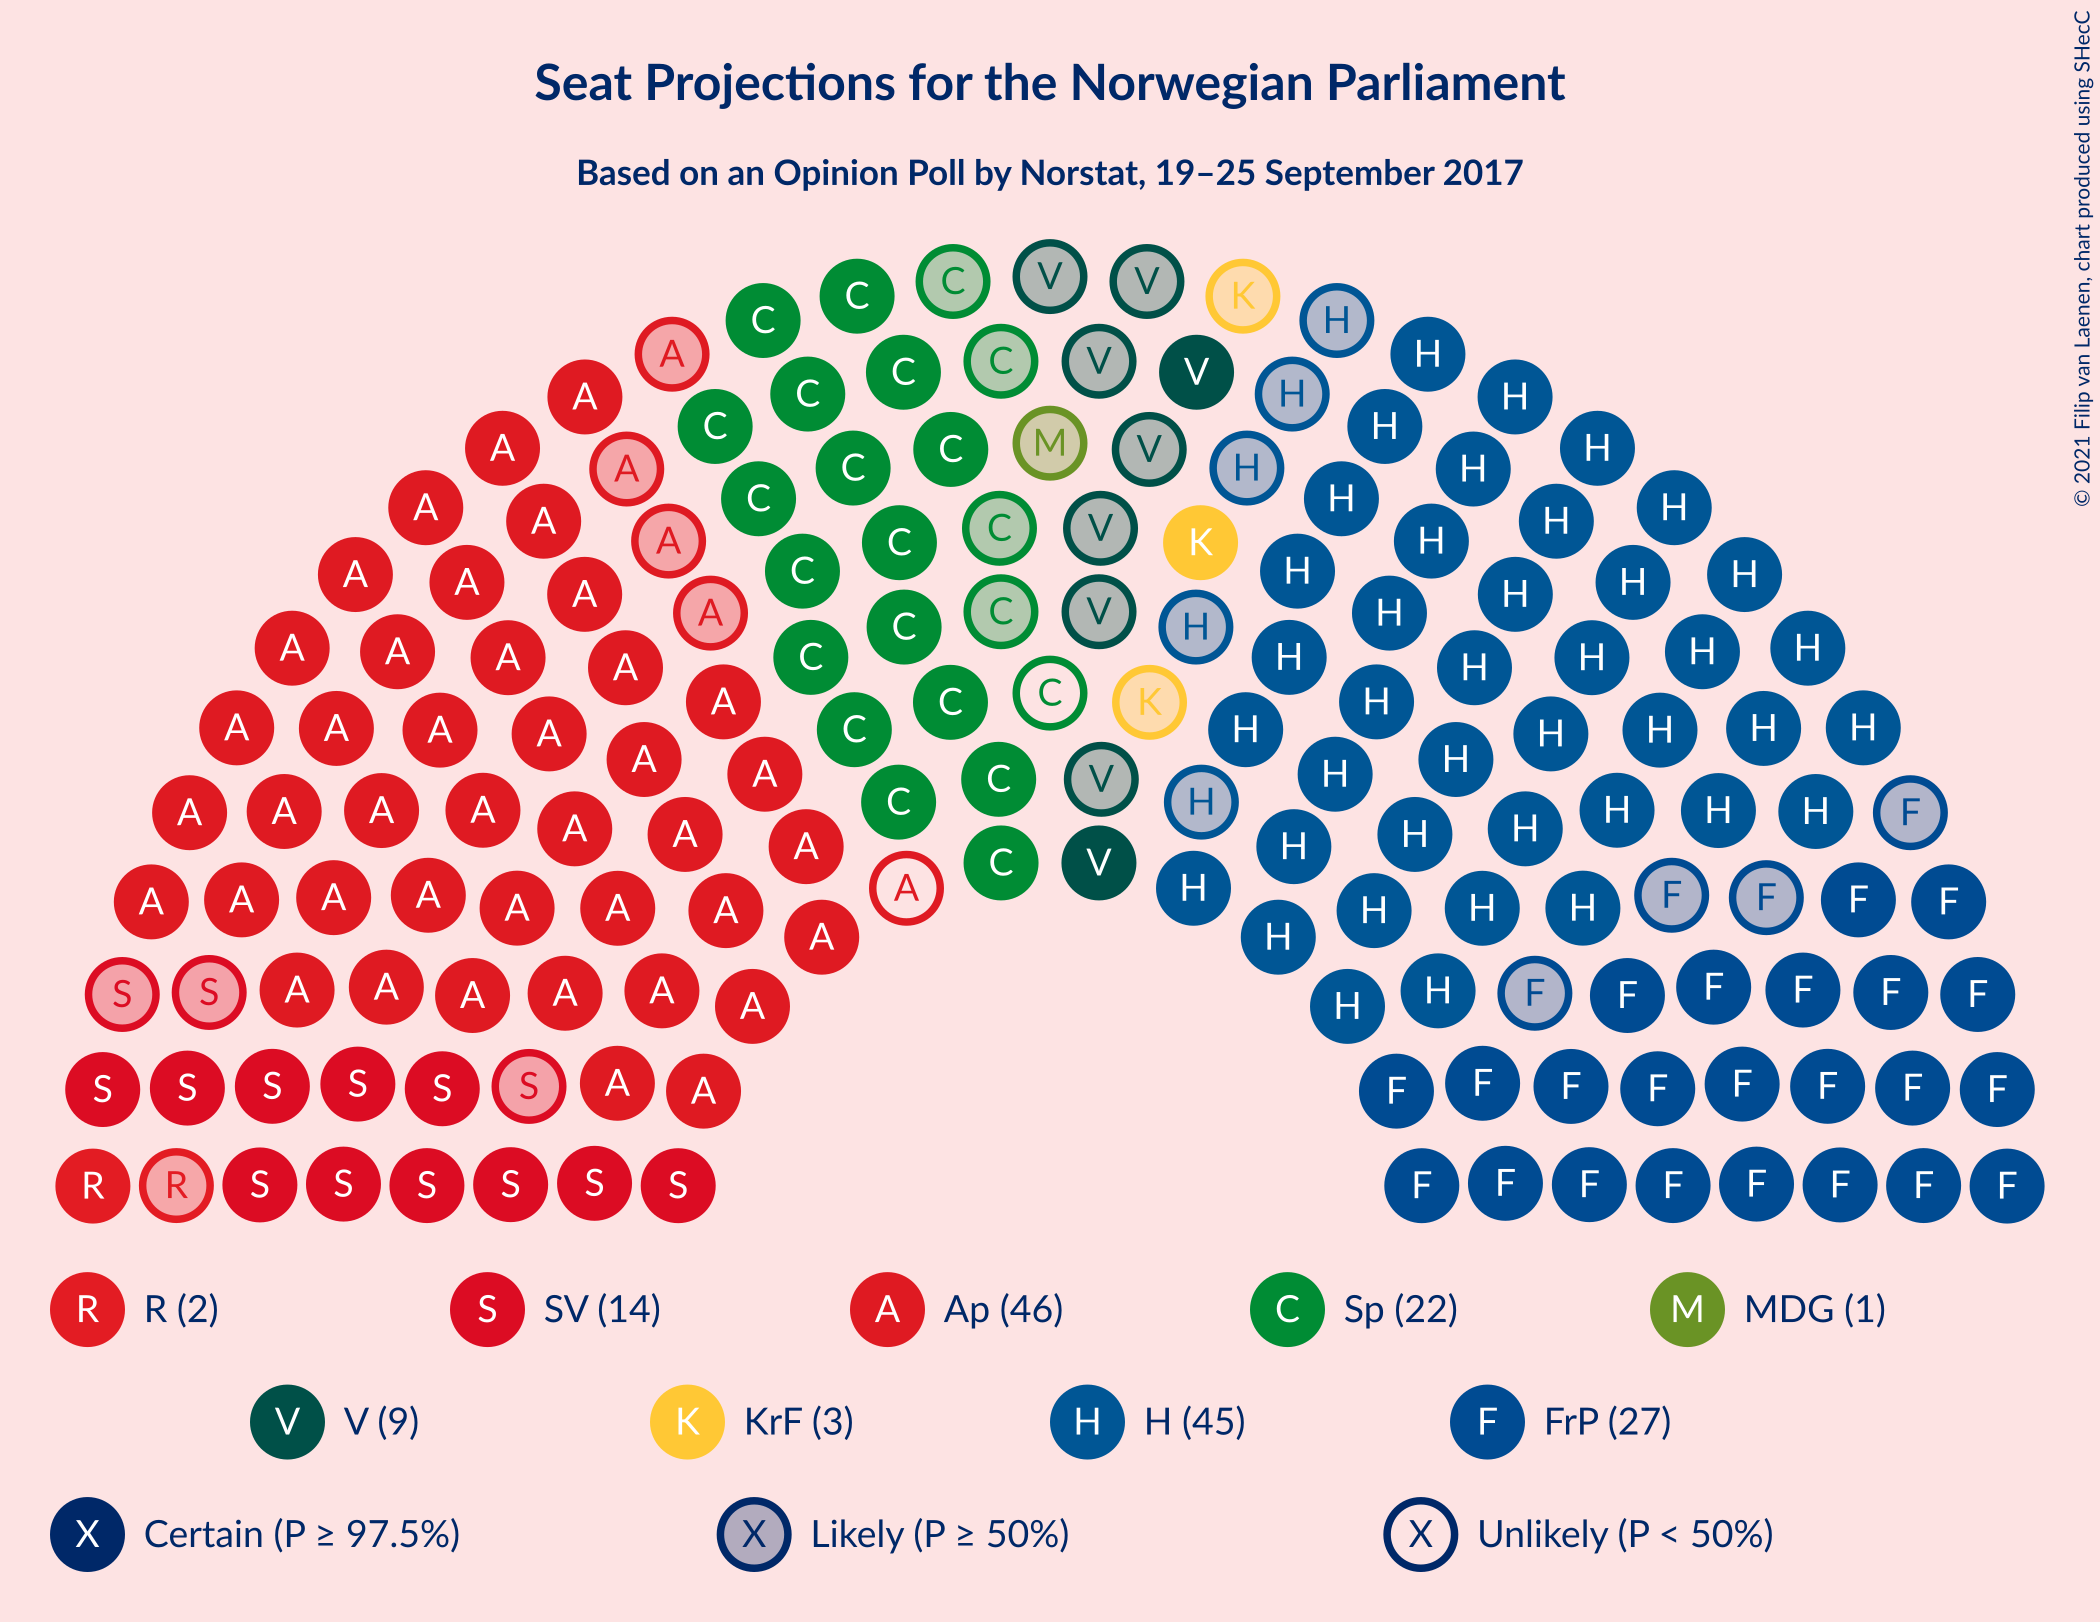 © 2021 Filip van Laenen, chart produced using SHecC
Seat Projections for the Norwegian Parliament
Based on an Opinion Poll by Norstat, 19–25 September 2017
C C V V K
C H
A C C V V H
A C H H
A C C M V H H
A C H H
A A C H H H
A C C V K H
A A A C H H H H
A C C V H H
A A A A C H H H H H
A C C K H
A A A A A C H H H H H H
A C V H
A A A A A A C H H H H H H F
A C V H
A A A A A A A A H H H H F F F F
A H
S S A A A A A A H H F F F F F F
S S S S S S A A F F F F F F F F
R R S S S S S S F F F F F F F F
R R (2) S SV (14) A Ap (46) C Sp (22) M MDG (1)
V V (9) K KrF (3) H H (45) F FrP (27)
X Certain (P ≥ 97.5%) X Likely (P ≥ 50%) X Unlikely (P < 50%)